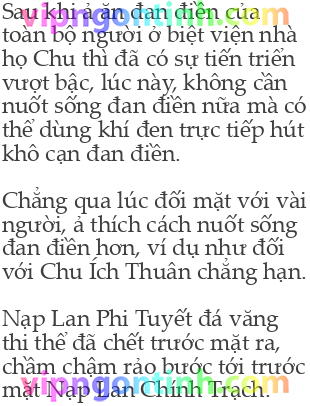 vipngontinh.com
Sau khi ả ăn đan điền của
toàn bộ người ở biệt viện nhà
họ Chu thì đã có sự tiến triển
vượt bậc, lúc này, không cần
nuốt sống đan điền nữa mà có
thể dùng khí đen trực tiếp hút
khô cạn đan điền.
Chẳng qua lúc đối mặt với vài
người, ả thích cách nuốt sống
đan điền hơn, ví dụ như đối
với Chu Ích Thuân chẳng hạn.
Nạp Lan Phi Tuyết đá văng
thi thể đã chết trước mặt ra,
chầm chậm rảo bước tới trước
mặt Nạp Lan Chính Trạch.
vipngontinh.com